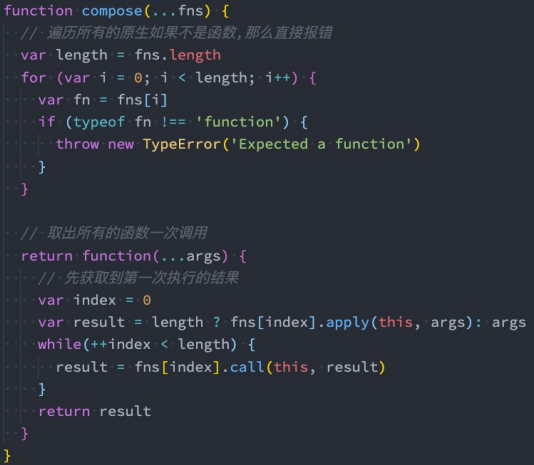 function compose(...fns) {
  // 遍历所有的原生如果不是函数,那么直接报错
  var length = fns.length
  for (var i = 0; i < length; i++) {
    var fn = fns[i]
    if (typeof fn !== 'function') {
      throw new TypeError('Expected a function')
    }
  }

  // 取出所有的函数一次调用
  return function(...args) {
    // 先获取到第一次执行的结果
    var index = 0
    var result = length ? fns[index].apply(this, args): args
    while(++index < length) {
      result = fns[index].call(this, result)
    }
    return result
  }
}